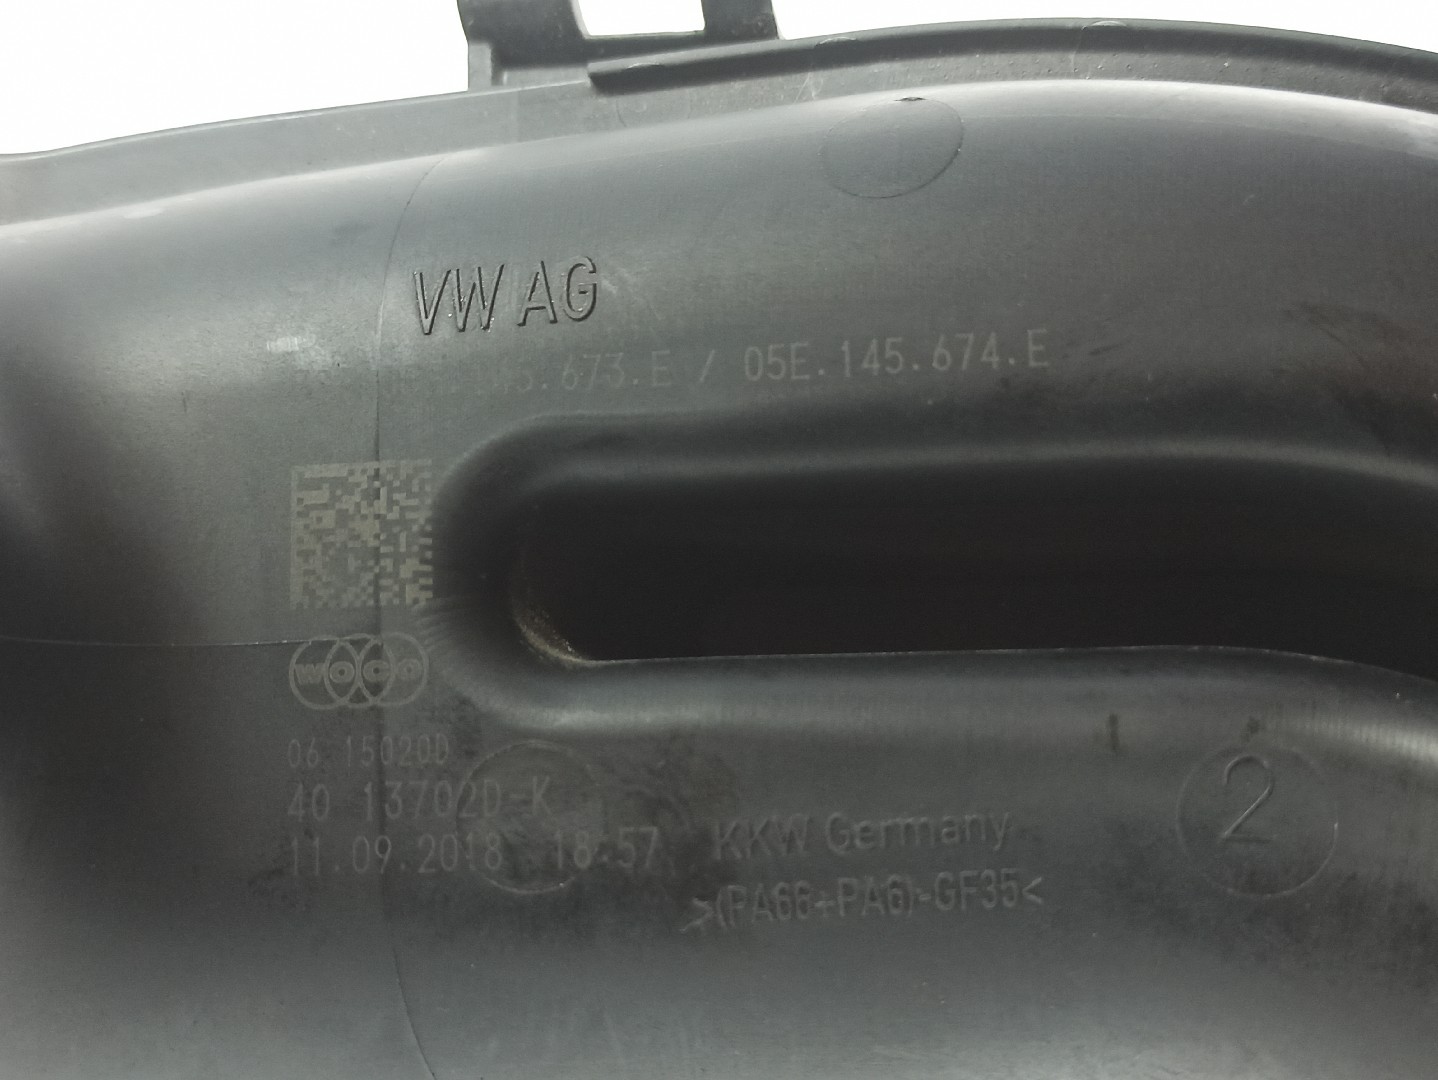 VW AG
.673.E / 05E.145.674.E
WOCO
06 15020D
40 13702D-K
11.09.2018 18:57
KKW Germany
>(PA66+PA6)-GF35<
2